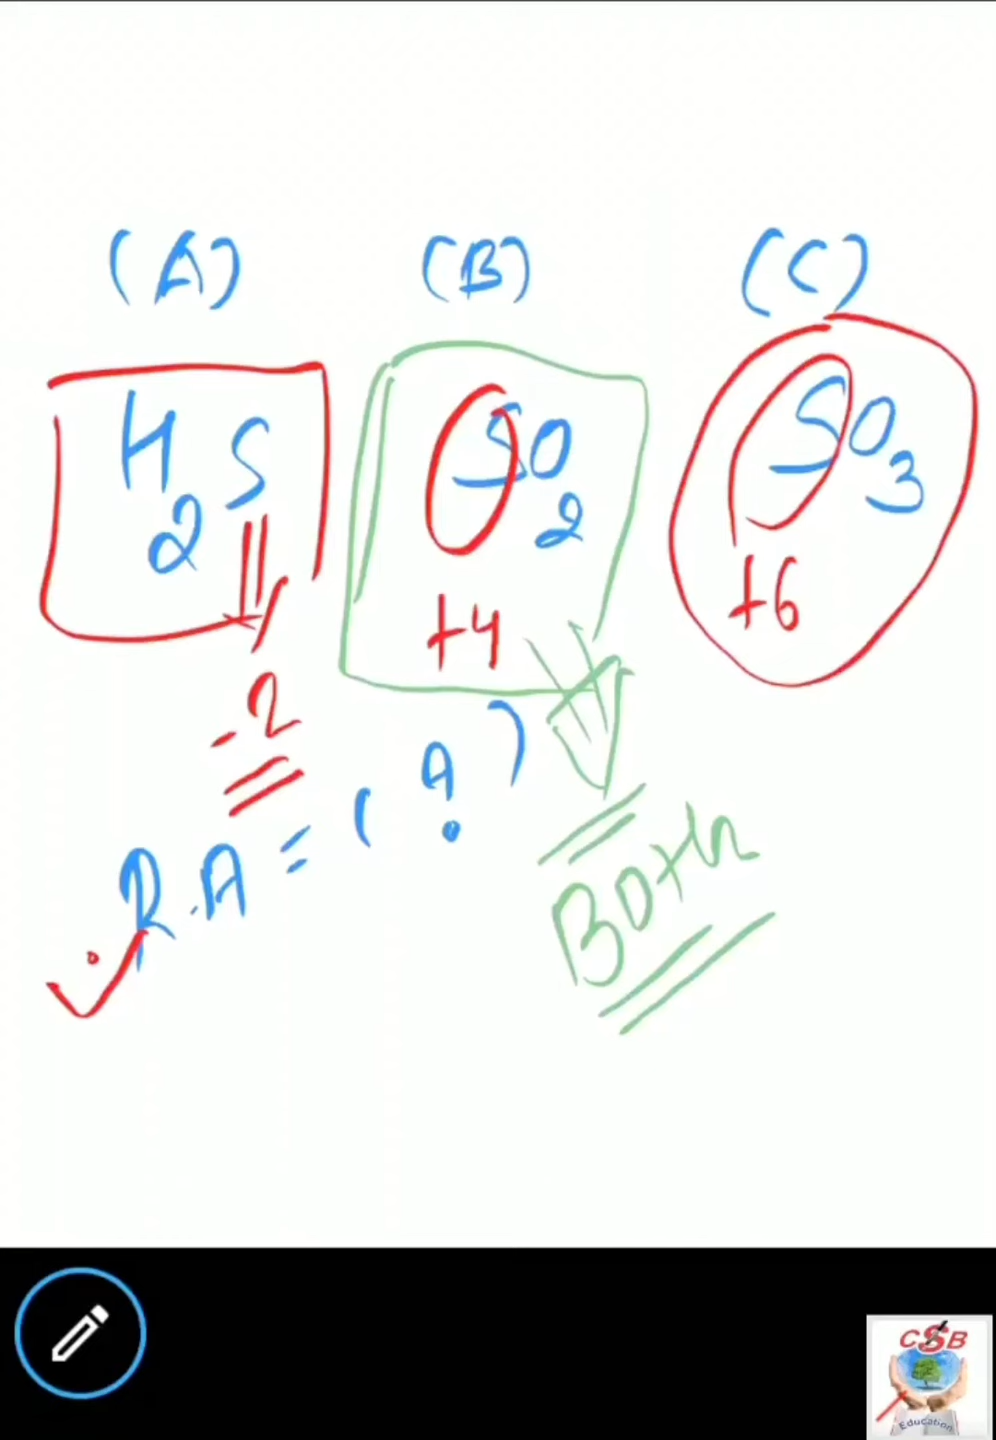 (A) (B) (C)
H2S SO2 SO3
-2 +4 +6
R.A = ( ? )
Both
CSB
Education